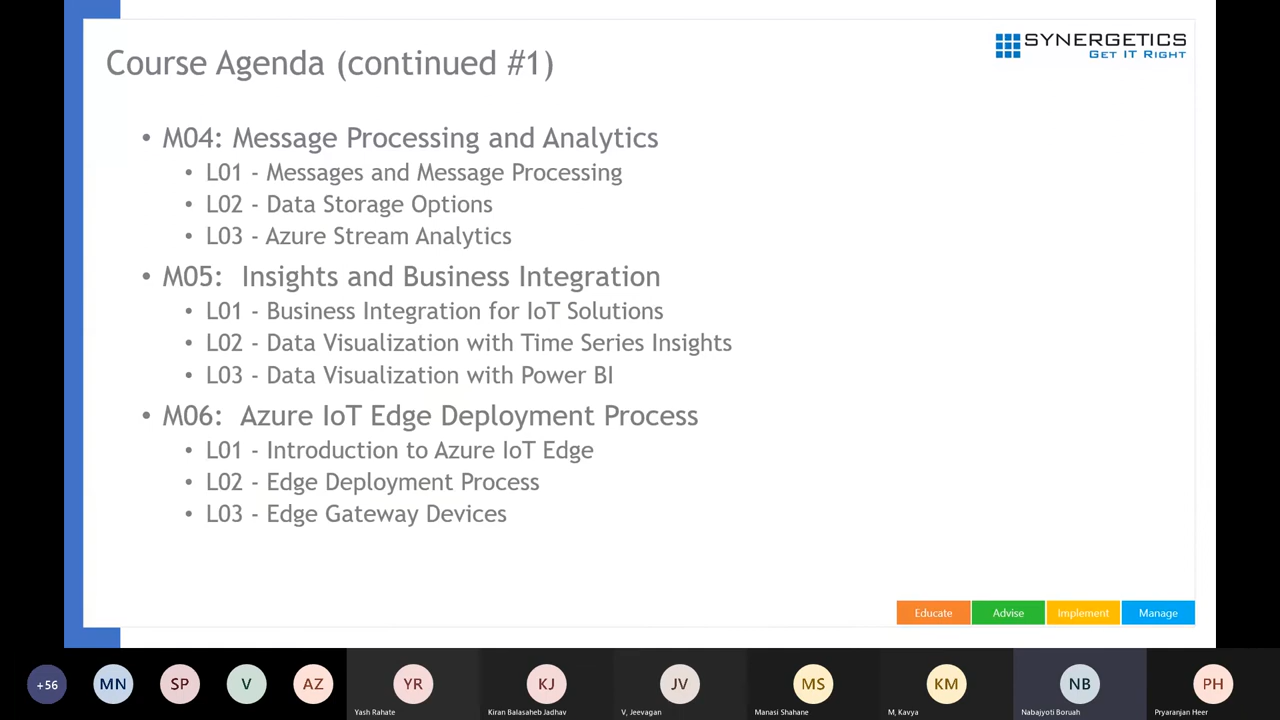 SYNERGETICS
GET IT RIGHT
Course Agenda (continued #1)
• M04: Message Processing and Analytics
• L01 - Messages and Message Processing
• L02 - Data Storage Options
• L03 - Azure Stream Analytics
• M05: Insights and Business Integration
• L01 - Business Integration for IoT Solutions
• L02 - Data Visualization with Time Series Insights
• L03 - Data Visualization with Power BI
• M06: Azure IoT Edge Deployment Process
• L01 - Introduction to Azure IoT Edge
• L02 - Edge Deployment Process
• L03 - Edge Gateway Devices
Educate Advise Implement Manage
+56 MN SP V AZ YR KJ JV MS KM NB PH
Yash Rahate Kiran Balasaheb Jadhav V, Jeevagan Manasi Shahane M, Kavya Nabajyoti Boruah Pryaranjan Heer